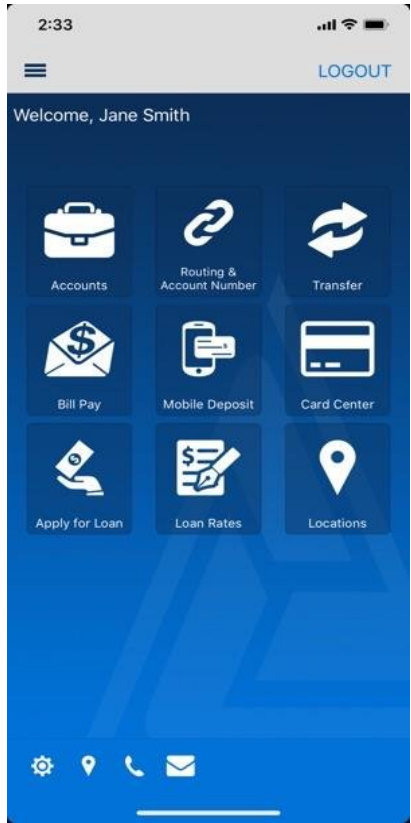 2:33
LOGOUT
Welcome, Jane Smith
Accounts
Routing &
Account Number
Transfer
$
Bill Pay
Mobile Deposit
Card Center
$
Apply for Loan
Loan Rates
Locations